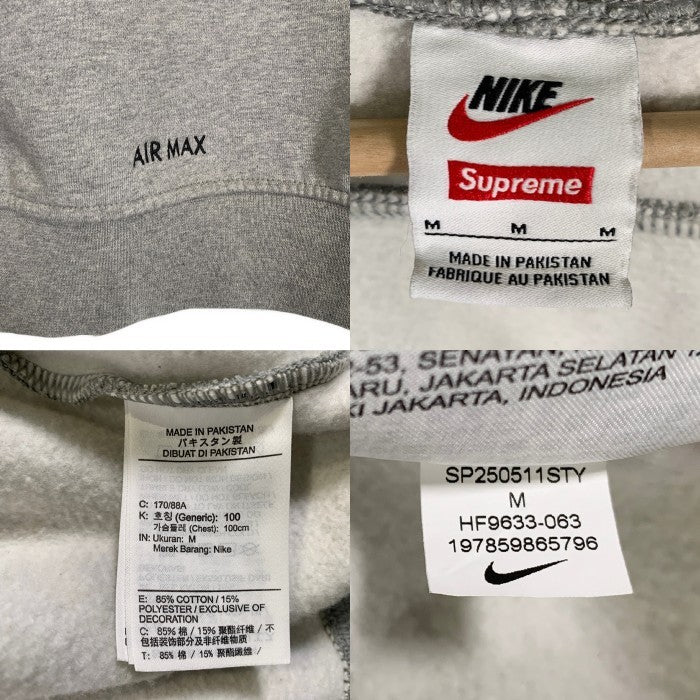 AIR MAX
NIKE
Supreme
M M M
MADE IN PAKISTAN
FABRIQUE AU PAKISTAN
MADE IN PAKISTAN
パキスタン製
DIBUAT DI PAKISTAN
C: 170/88A
K: 호칭 (Generic): 100
가슴둘레 (Chest): 100cm
IN: Ukuran: M
Merek Barang: Nike
E: 85% COTTON / 15%
POLYESTER / EXCLUSIVE OF
DECORATION
C: 85% 棉 / 15% 聚酯纤维 / 不
包括装饰部分及非纤维物质
T: 85% 棉 / 15% 聚酯纖維 /
-53, SENAYAN,
ARU, JAKARTA SELATAN
KI JAKARTA, INDONESIA
SP250511STY
M
HF9633-063
197859865796